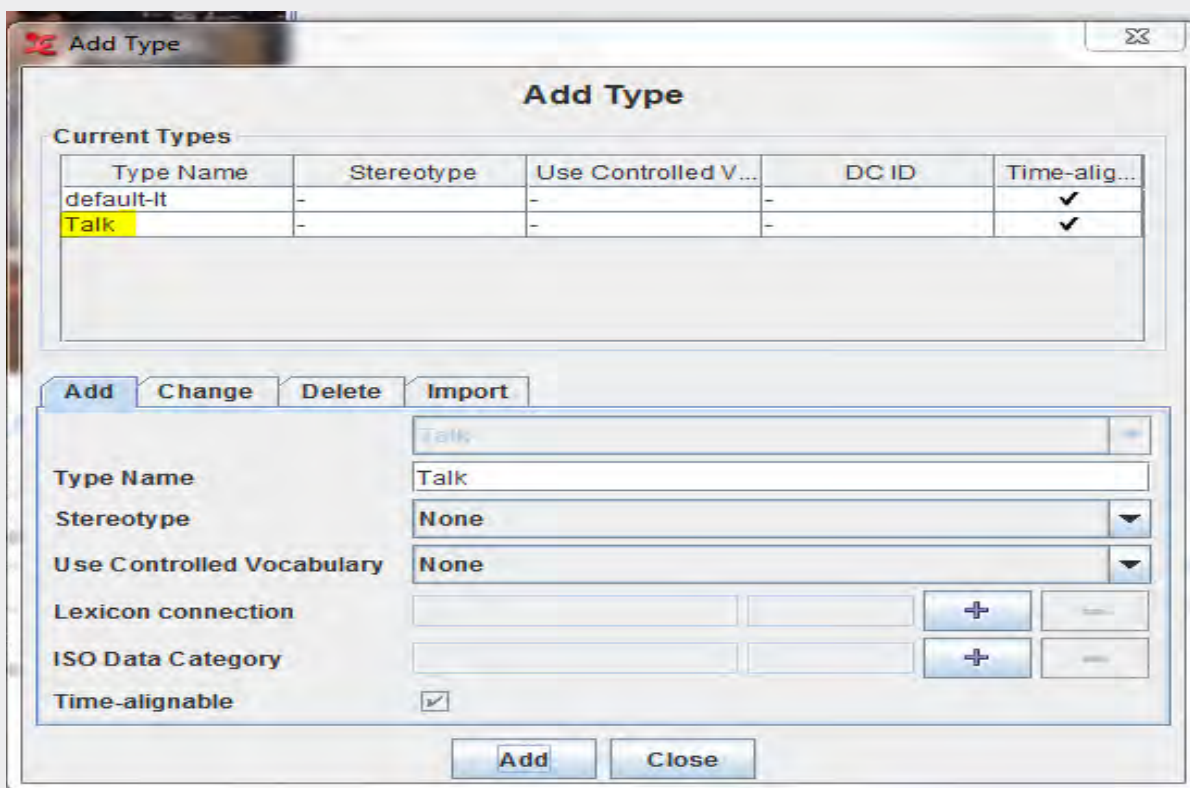 Add Type
Add Type
Current Types
Type Name Stereotype Use Controlled V... DC ID Time-alig...
default-lt - - - ✔
Talk - - - ✔
Add Change Delete Import
Talk
Type Name Talk
Stereotype None
Use Controlled Vocabulary None
Lexicon connection
ISO Data Category
Time-alignable
Add Close